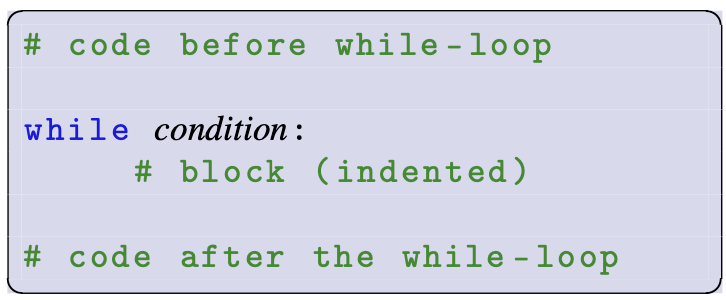 # code before while-loop
while condition:
# block (indented)
# code after the while-loop